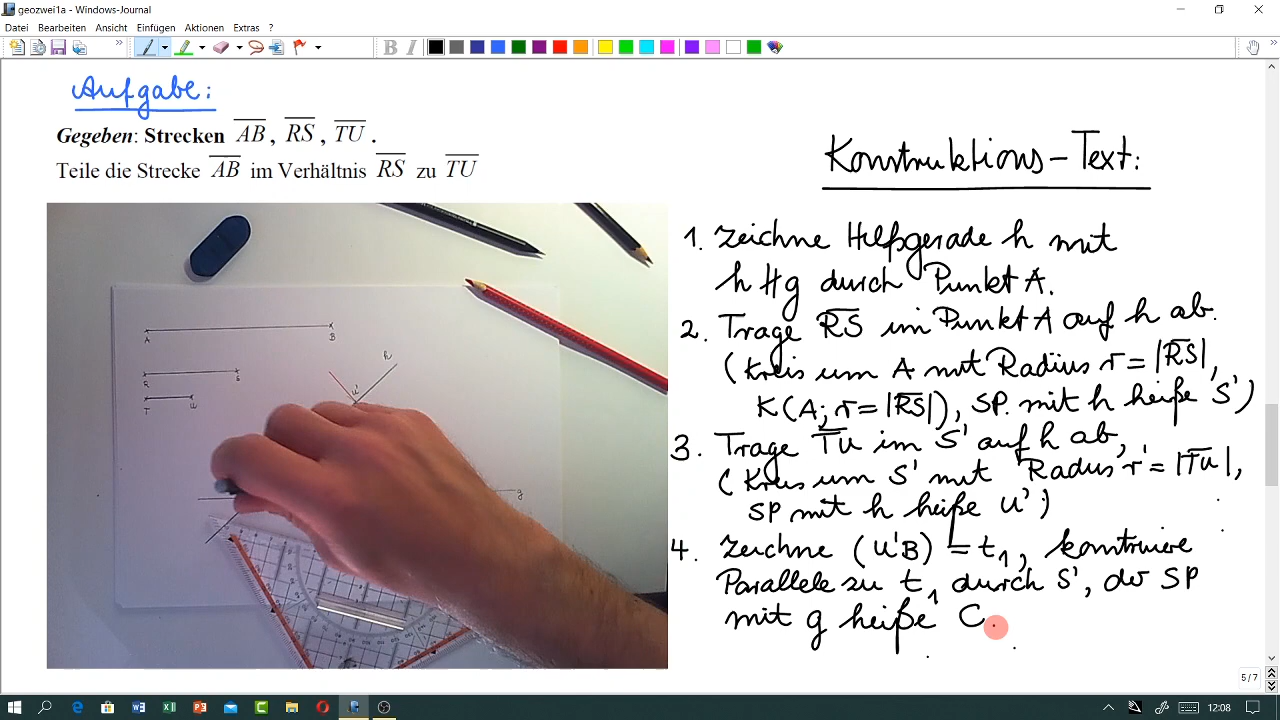 geozwei1a - Windows-Journal
Datei Bearbeiten Ansicht Einfügen Aktionen Extras
B I
Aufgabe:
Gegeben: Strecken AB, RS, TU.
Teile die Strecke AB im Verhältnis RS zu TU
A B
R S
T U
h
U'
g
Konstruktions-Text:
1. Zeichne Hilfsgerade h mit
h ∦ g durch Punkt A.
2. Trage RS im Punkt A auf h ab.
(Kreis um A mit Radius r = |RS|,
K(A; r = |RS|), SP. mit h heiße S')
3. Trage TU im S' auf h ab,
(Kreis um S' mit Radus r' = |TU|,
SP mit h heiße U')
4. Zeichne (U'B) = t₁, konstruiere
Parallele zu t₁ durch S', der SP
mit g heiße C.
5/7
12:08